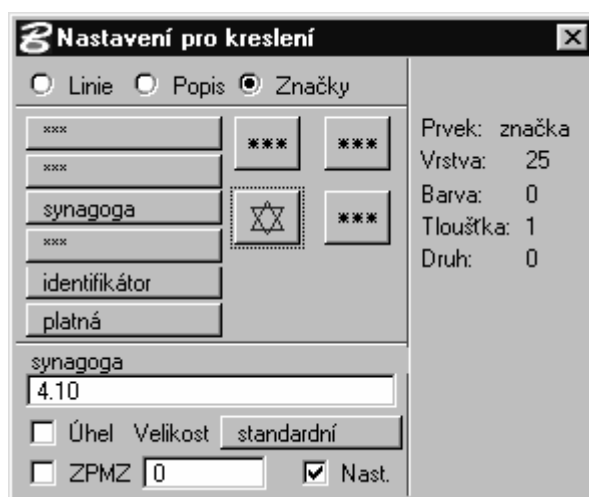 Nastavení pro kreslení
Linie Popis Značky
***
***
synagoga
***
identifikátor
platná
*** ***
***
Prvek: značka
Vrstva: 25
Barva: 0
Tloušťka: 1
Druh: 0
synagoga
4.10
Úhel Velikost standardní
ZPMZ 0 Nast.